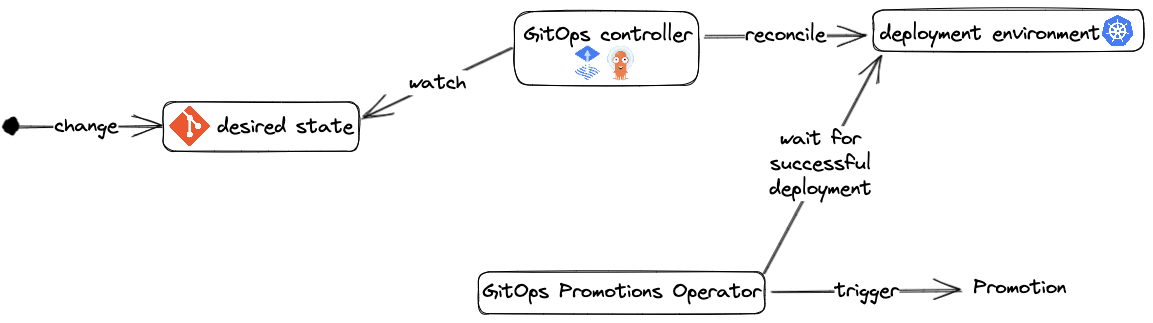 GitOps controller
reconcile
deployment environment
watch
change
desired state
wait for
successful
deployment
GitOps Promotions Operator
trigger
Promotion